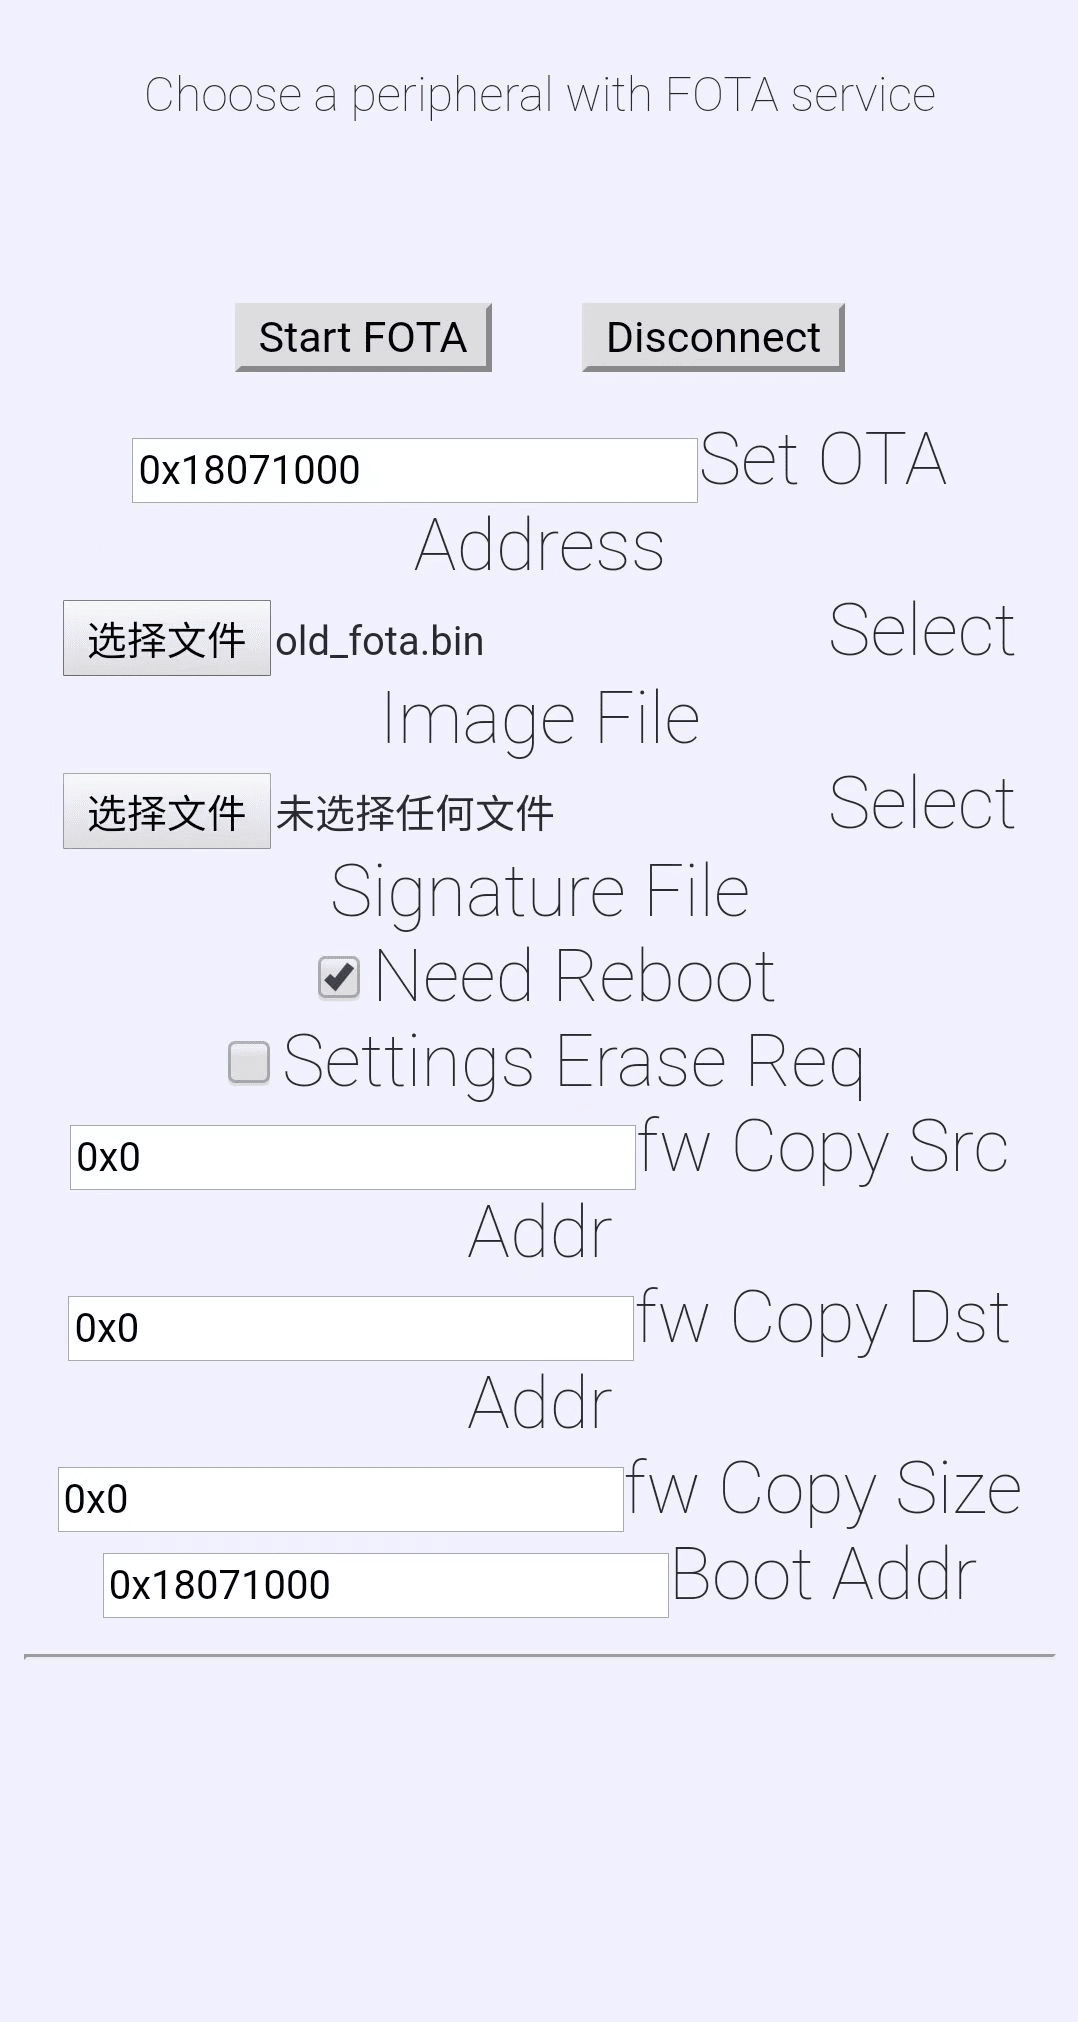 Choose a peripheral with FOTA service
Start FOTA Disconnect
0x18071000 Set OTA
Address
选择文件 old_fota.bin Select
Image File
选择文件 未选择任何文件 Select
Signature File
Need Reboot
Settings Erase Req
0x0 fw Copy Src
Addr
0x0 fw Copy Dst
Addr
0x0 fw Copy Size
0x18071000 Boot Addr